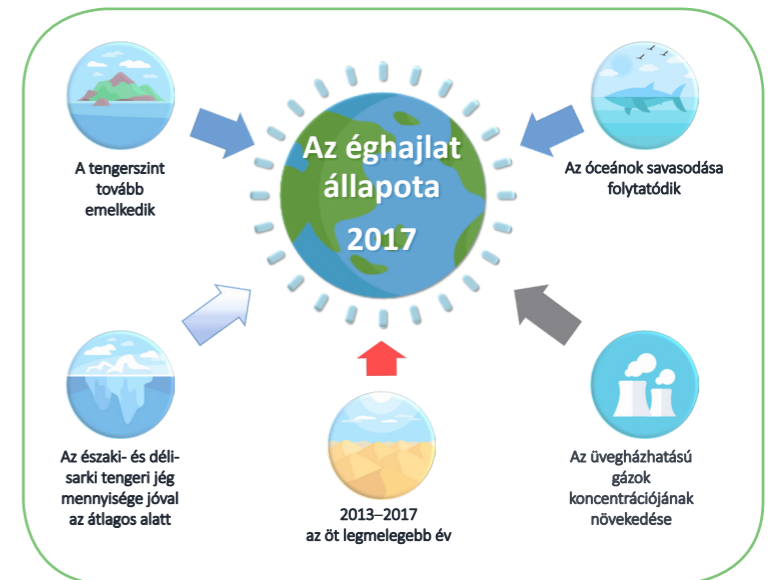 Az éghajlat
állapota
2017
A tengerszint
tovább
emelkedik
Az óceánok savasodása
folytatódik
Az északi- és déli-
sarki tengeri jég
mennyisége jóval
az átlagos alatt
2013–2017
az öt legmelegebb év
Az üvegházhatású
gázok
koncentrációjának
növekedése